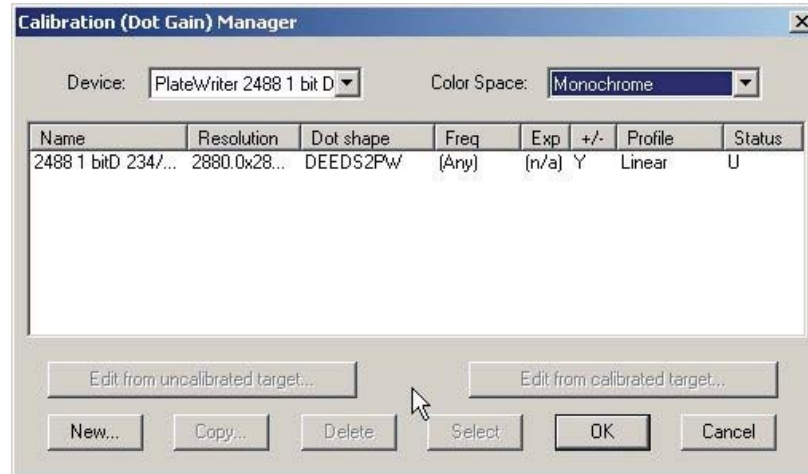 Calibration (Dot Gain) Manager
Device: PlateWriter 2488 1 bit D Color Space: Monochrome
Name Resolution Dot shape Freq Exp +/- Profile Status
2488 1 bitD 234/... 2880.0x28... DEEDS2PW (Any) (n/a) Y Linear U
Edit from uncalibrated target... Edit from calibrated target...
New... Copy... Delete Select OK Cancel